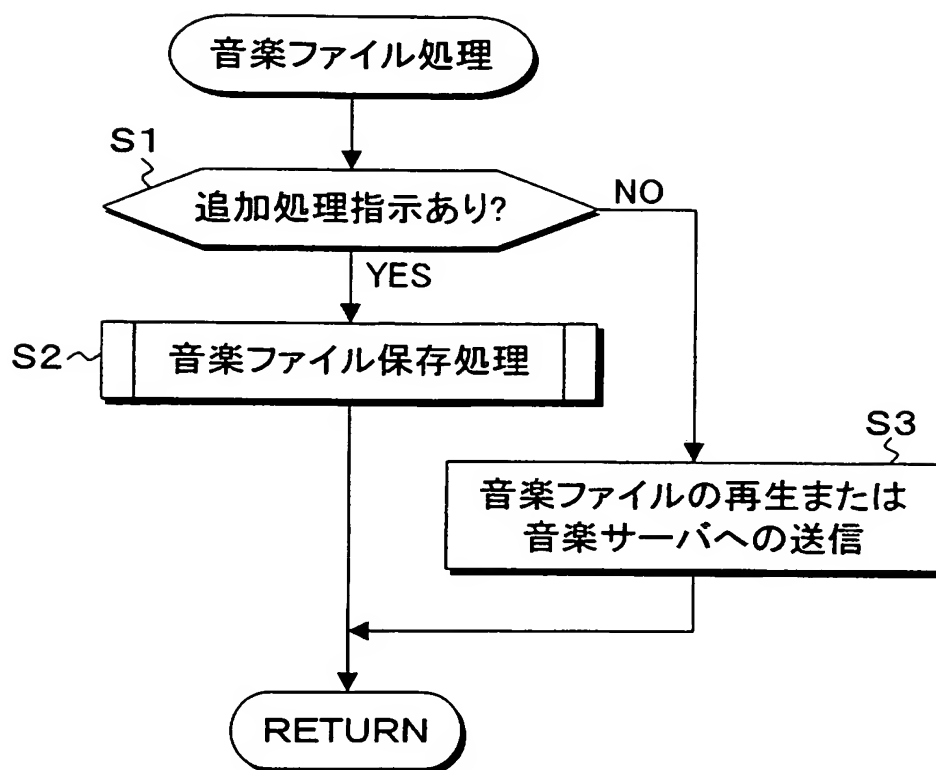 音楽ファイル処理
S1
追加処理指示あり?
NO
YES
S2
音楽ファイル保存処理
S3
音楽ファイルの再生または
音楽サーバへの送信
RETURN